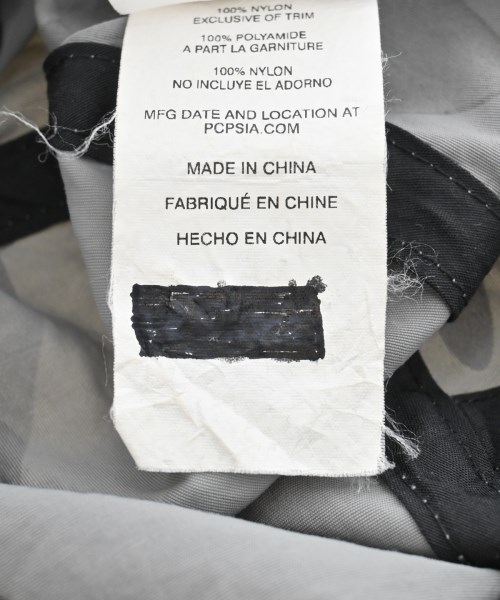 100% NYLON
EXCLUSIVE OF TRIM
100% POLYAMIDE
A PART LA GARNITURE
100% NYLON
NO INCLUYE EL ADORNO
MFG DATE AND LOCATION AT
PCPSIA.COM
MADE IN CHINA
FABRIQUÉ EN CHINE
HECHO EN CHINA